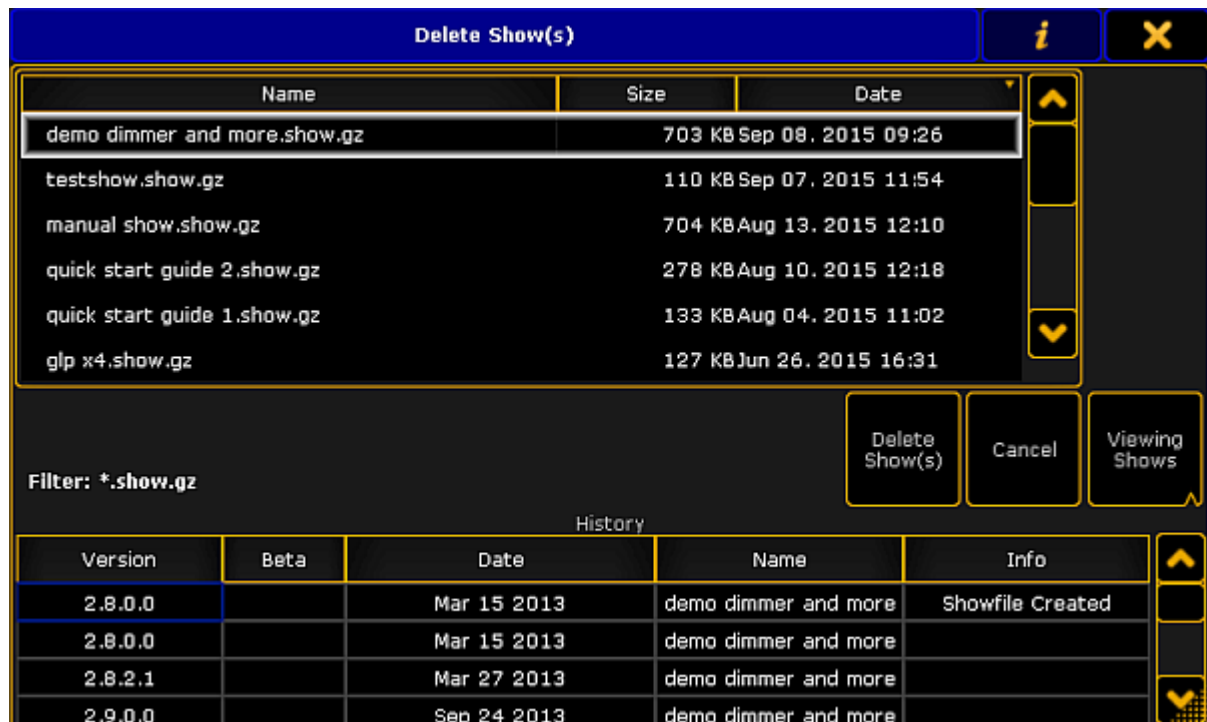 Delete Show(s) i
Name Size Date
demo dimmer and more.show.gz 703 KB Sep 08. 2015 09:26
testshow.show.gz 110 KB Sep 07. 2015 11:54
manual show.show.gz 704 KB Aug 13. 2015 12:10
quick start guide 2.show.gz 278 KB Aug 10. 2015 12:18
quick start guide 1.show.gz 133 KB Aug 04. 2015 11:02
glp x4.show.gz 127 KB Jun 26. 2015 16:31
Delete Show(s) Cancel Viewing Shows
Filter: *.show.gz
History
Version Beta Date Name Info
2.8.0.0 Mar 15 2013 demo dimmer and more Showfile Created
2.8.0.0 Mar 15 2013 demo dimmer and more
2.8.2.1 Mar 27 2013 demo dimmer and more
2.9.0.0 Sep 24 2013 demo dimmer and more